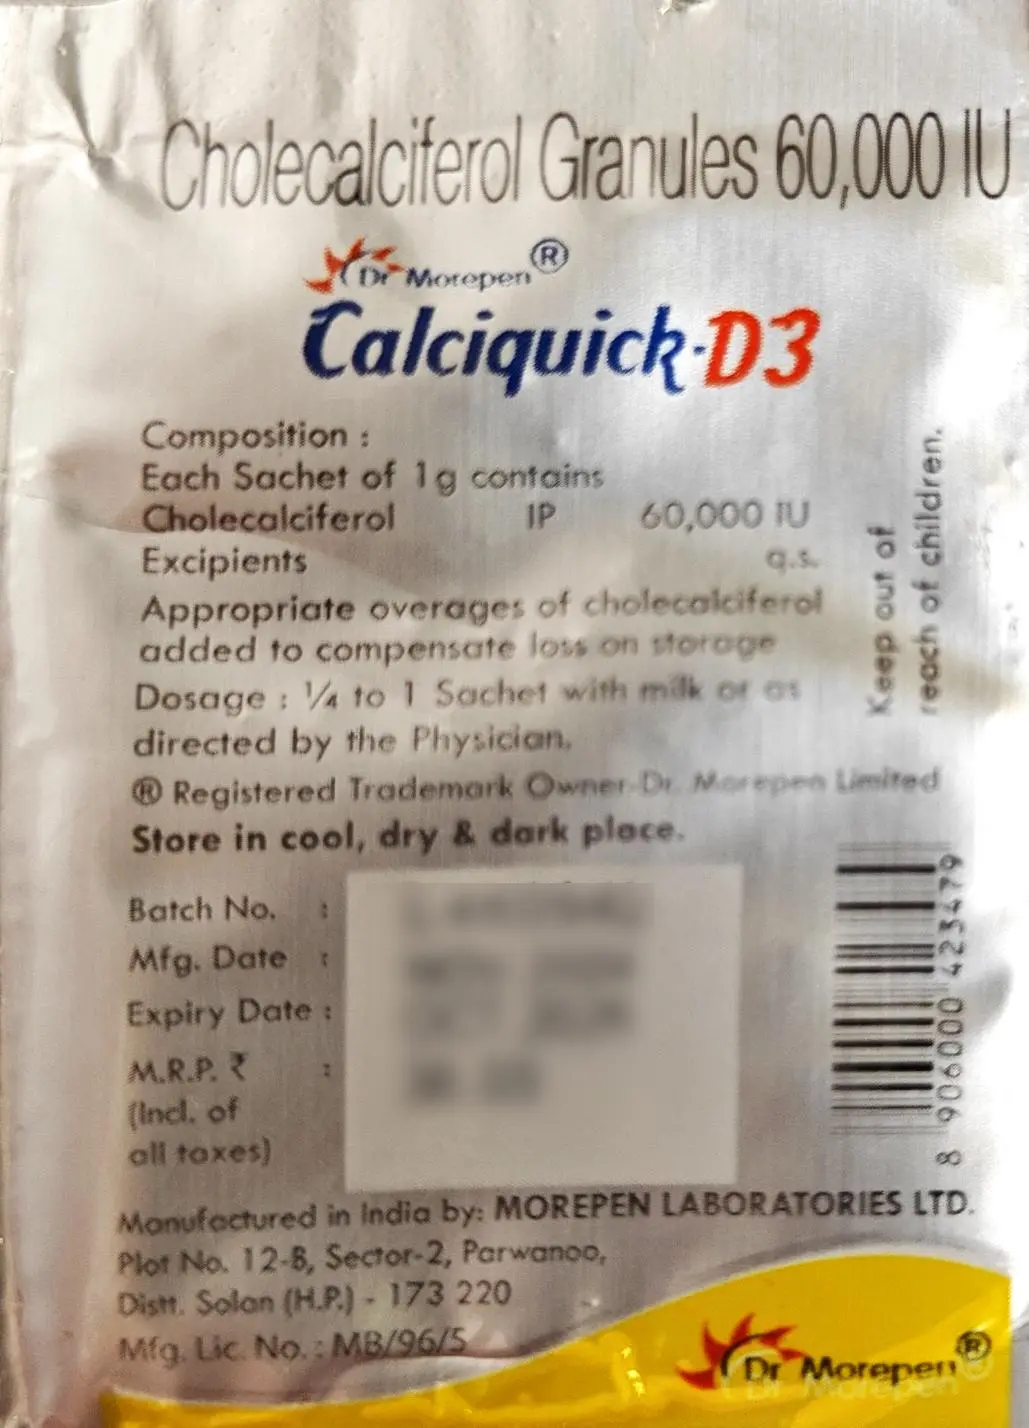 Cholecalciferol Granules 60,000 IU
Dr Morepen®
Calciquick-D3
Composition :
Each Sachet of 1g contains
Cholecalciferol IP 60,000 IU
Excipients q.s.
Appropriate overages of cholecalciferol
added to compensate loss on storage
Dosage : ¼ to 1 Sachet with milk or as
directed by the Physician.
® Registered Trademark Owner-Dr. Morepen Limited
Store in cool, dry & dark place.
Keep out of
reach of children.
Batch No. :
Mfg. Date :
Expiry Date :
M.R.P. ₹ :
(Incl. of
all taxes)
8 906000 423479
Manufactured in India by: MOREPEN LABORATORIES LTD.
Plot No. 12-B, Sector-2, Parwanoo,
Distt. Solan (H.P.) - 173 220
Mfg. Lic. No. : MB/96/5
Dr Morepen®